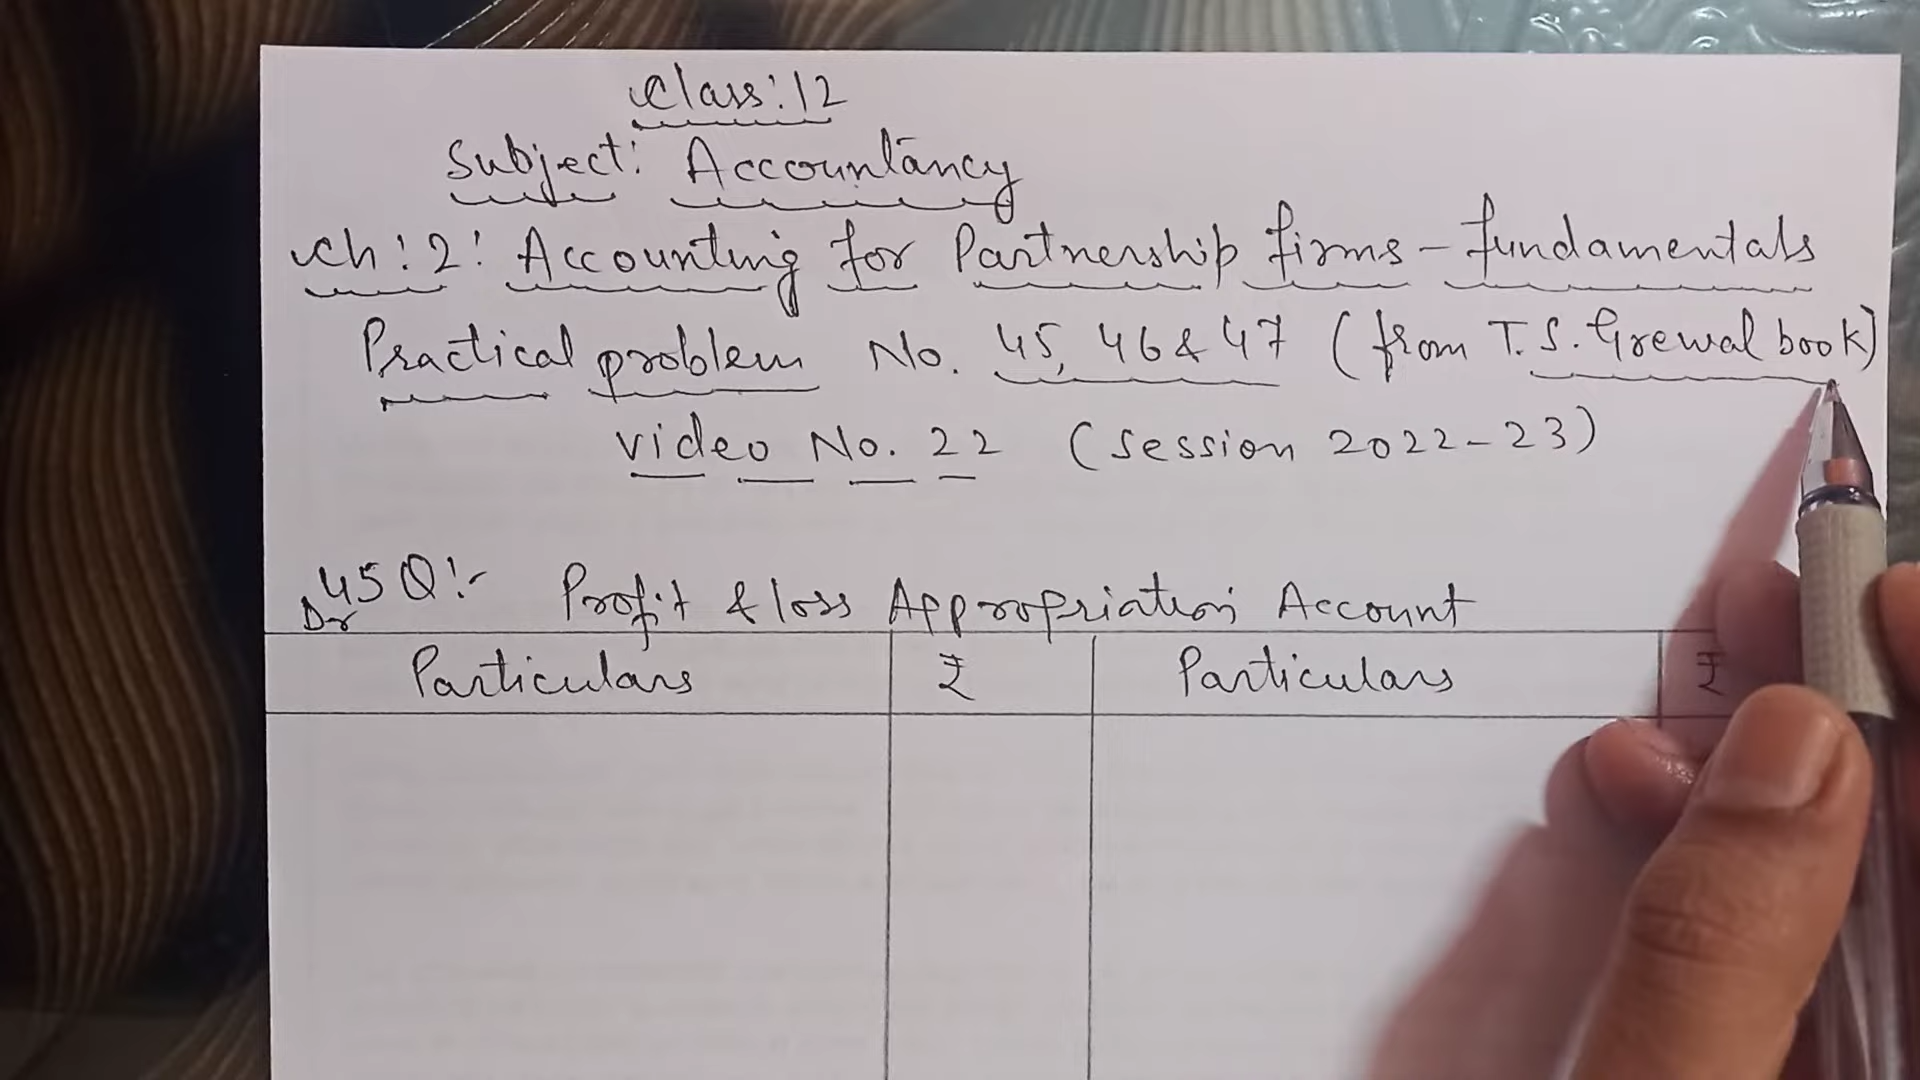 Class: 12
Subject: Accountancy
Ch: 2: Accounting for Partnership firms - fundamentals
Practical problem No. 45, 46 & 47 (from T.S. Grewal book)
Video No. 22 (Session 2022-23)
45 Q:- Profit & loss Appropriation Account
Dr
Particulars ₹ Particulars ₹